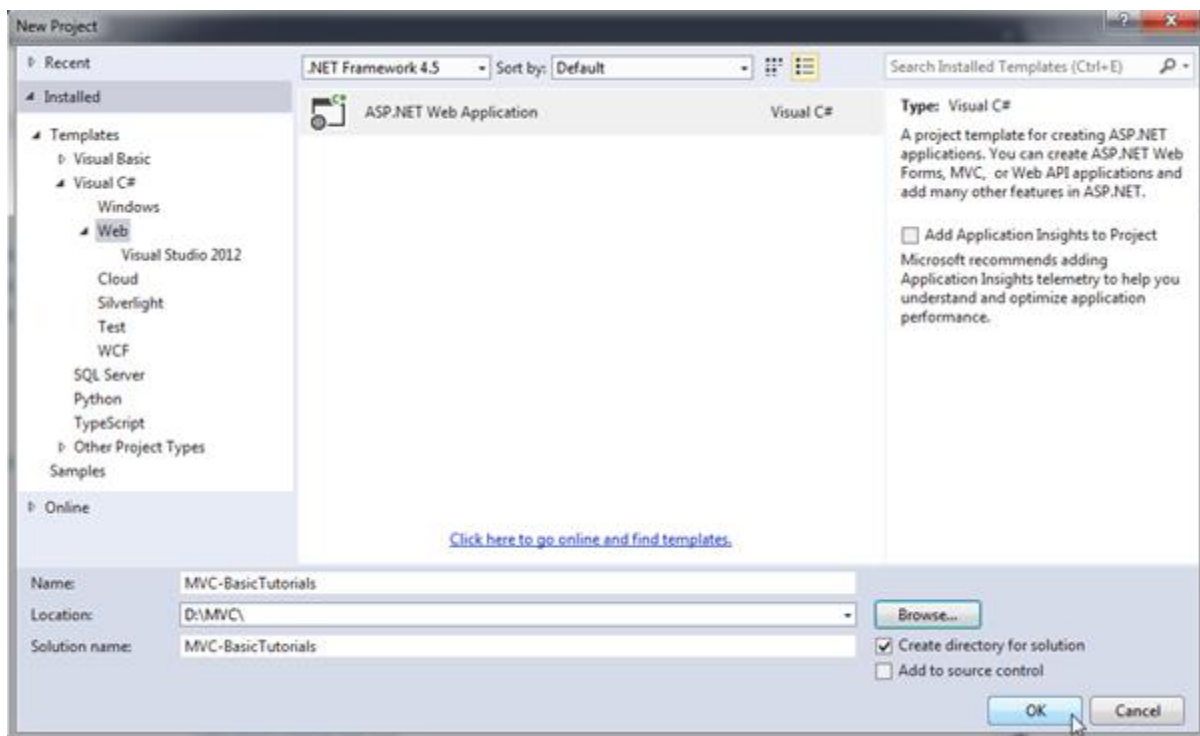 New Project
Recent
Installed
Templates
Visual Basic
Visual C#
Windows
Web
Visual Studio 2012
Cloud
Silverlight
Test
WCF
SQL Server
Python
TypeScript
Other Project Types
Samples
Online
.NET Framework 4.5
Sort by: Default
ASP.NET Web Application Visual C#
Click here to go online and find templates.
Search Installed Templates (Ctrl+E)
Type: Visual C#
A project template for creating ASP.NET
applications. You can create ASP.NET Web
Forms, MVC, or Web API applications and
add many other features in ASP.NET.
Add Application Insights to Project
Microsoft recommends adding
Application Insights telemetry to help you
understand and optimize application
performance.
Name: MVC-BasicTutorials
Location: D:\MVC\
Browse...
Solution name: MVC-BasicTutorials
Create directory for solution
Add to source control
OK Cancel